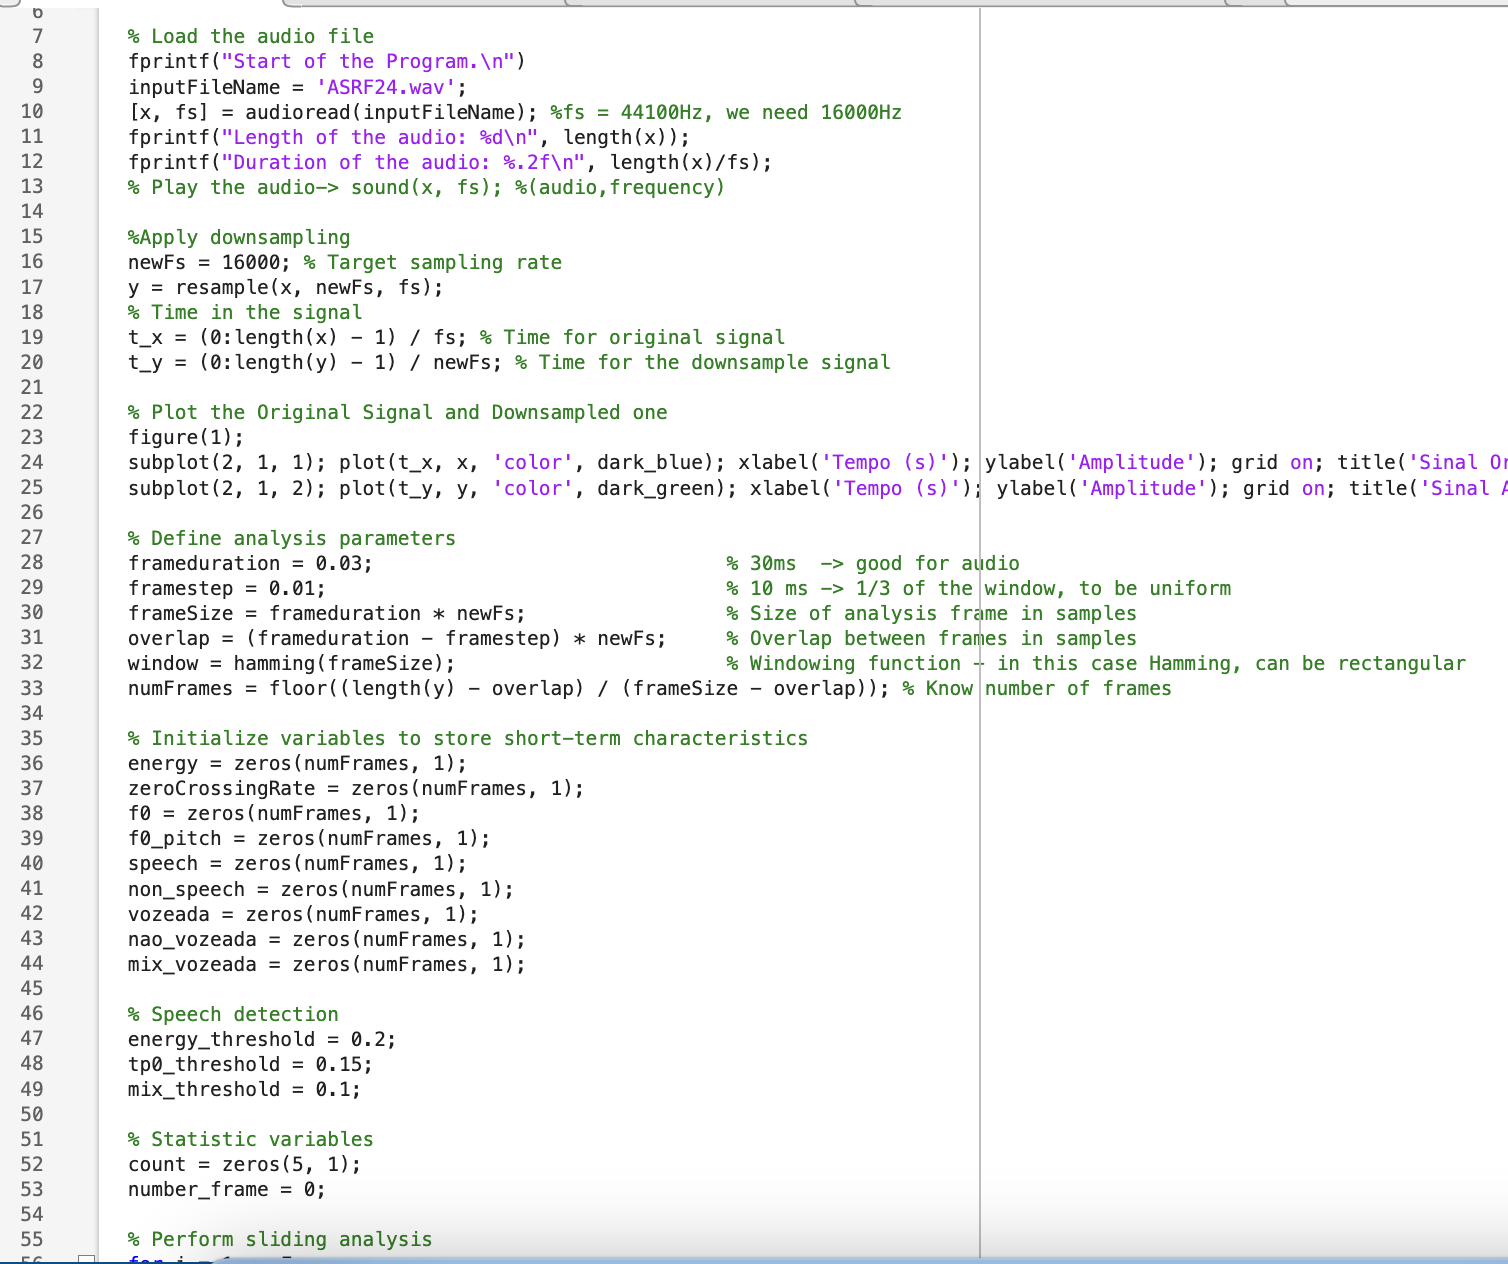 6
7 % Load the audio file
8 fprintf("Start of the Program.\n")
9 inputFileName = 'ASRF24.wav';
10 [x, fs] = audioread(inputFileName); %fs = 44100Hz, we need 16000Hz
11 fprintf("Length of the audio: %d\n", length(x));
12 fprintf("Duration of the audio: %.2f\n", length(x)/fs);
13 % Play the audio-> sound(x, fs); %(audio,frequency)
14
15 %Apply downsampling
16 newFs = 16000; % Target sampling rate
17 y = resample(x, newFs, fs);
18 % Time in the signal
19 t_x = (0:length(x) - 1) / fs; % Time for original signal
20 t_y = (0:length(y) - 1) / newFs; % Time for the downsample signal
21
22 % Plot the Original Signal and Downsampled one
23 figure(1);
24 subplot(2, 1, 1); plot(t_x, x, 'color', dark_blue); xlabel('Tempo (s)'); ylabel('Amplitude'); grid on; title('Sinal Or
25 subplot(2, 1, 2); plot(t_y, y, 'color', dark_green); xlabel('Tempo (s)'); ylabel('Amplitude'); grid on; title('Sinal A
26
27 % Define analysis parameters
28 frameduration = 0.03; % 30ms -> good for audio
29 framestep = 0.01; % 10 ms -> 1/3 of the window, to be uniform
30 frameSize = frameduration * newFs; % Size of analysis frame in samples
31 overlap = (frameduration - framestep) * newFs; % Overlap between frames in samples
32 window = hamming(frameSize); % Windowing function - in this case Hamming, can be rectangular
33 numFrames = floor((length(y) - overlap) / (frameSize - overlap)); % Know number of frames
34
35 % Initialize variables to store short-term characteristics
36 energy = zeros(numFrames, 1);
37 zeroCrossingRate = zeros(numFrames, 1);
38 f0 = zeros(numFrames, 1);
39 f0_pitch = zeros(numFrames, 1);
40 speech = zeros(numFrames, 1);
41 non_speech = zeros(numFrames, 1);
42 vozeada = zeros(numFrames, 1);
43 nao_vozeada = zeros(numFrames, 1);
44 mix_vozeada = zeros(numFrames, 1);
45
46 % Speech detection
47 energy_threshold = 0.2;
48 tp0_threshold = 0.15;
49 mix_threshold = 0.1;
50
51 % Statistic variables
52 count = zeros(5, 1);
53 number_frame = 0;
54
55 % Perform sliding analysis
56 for i